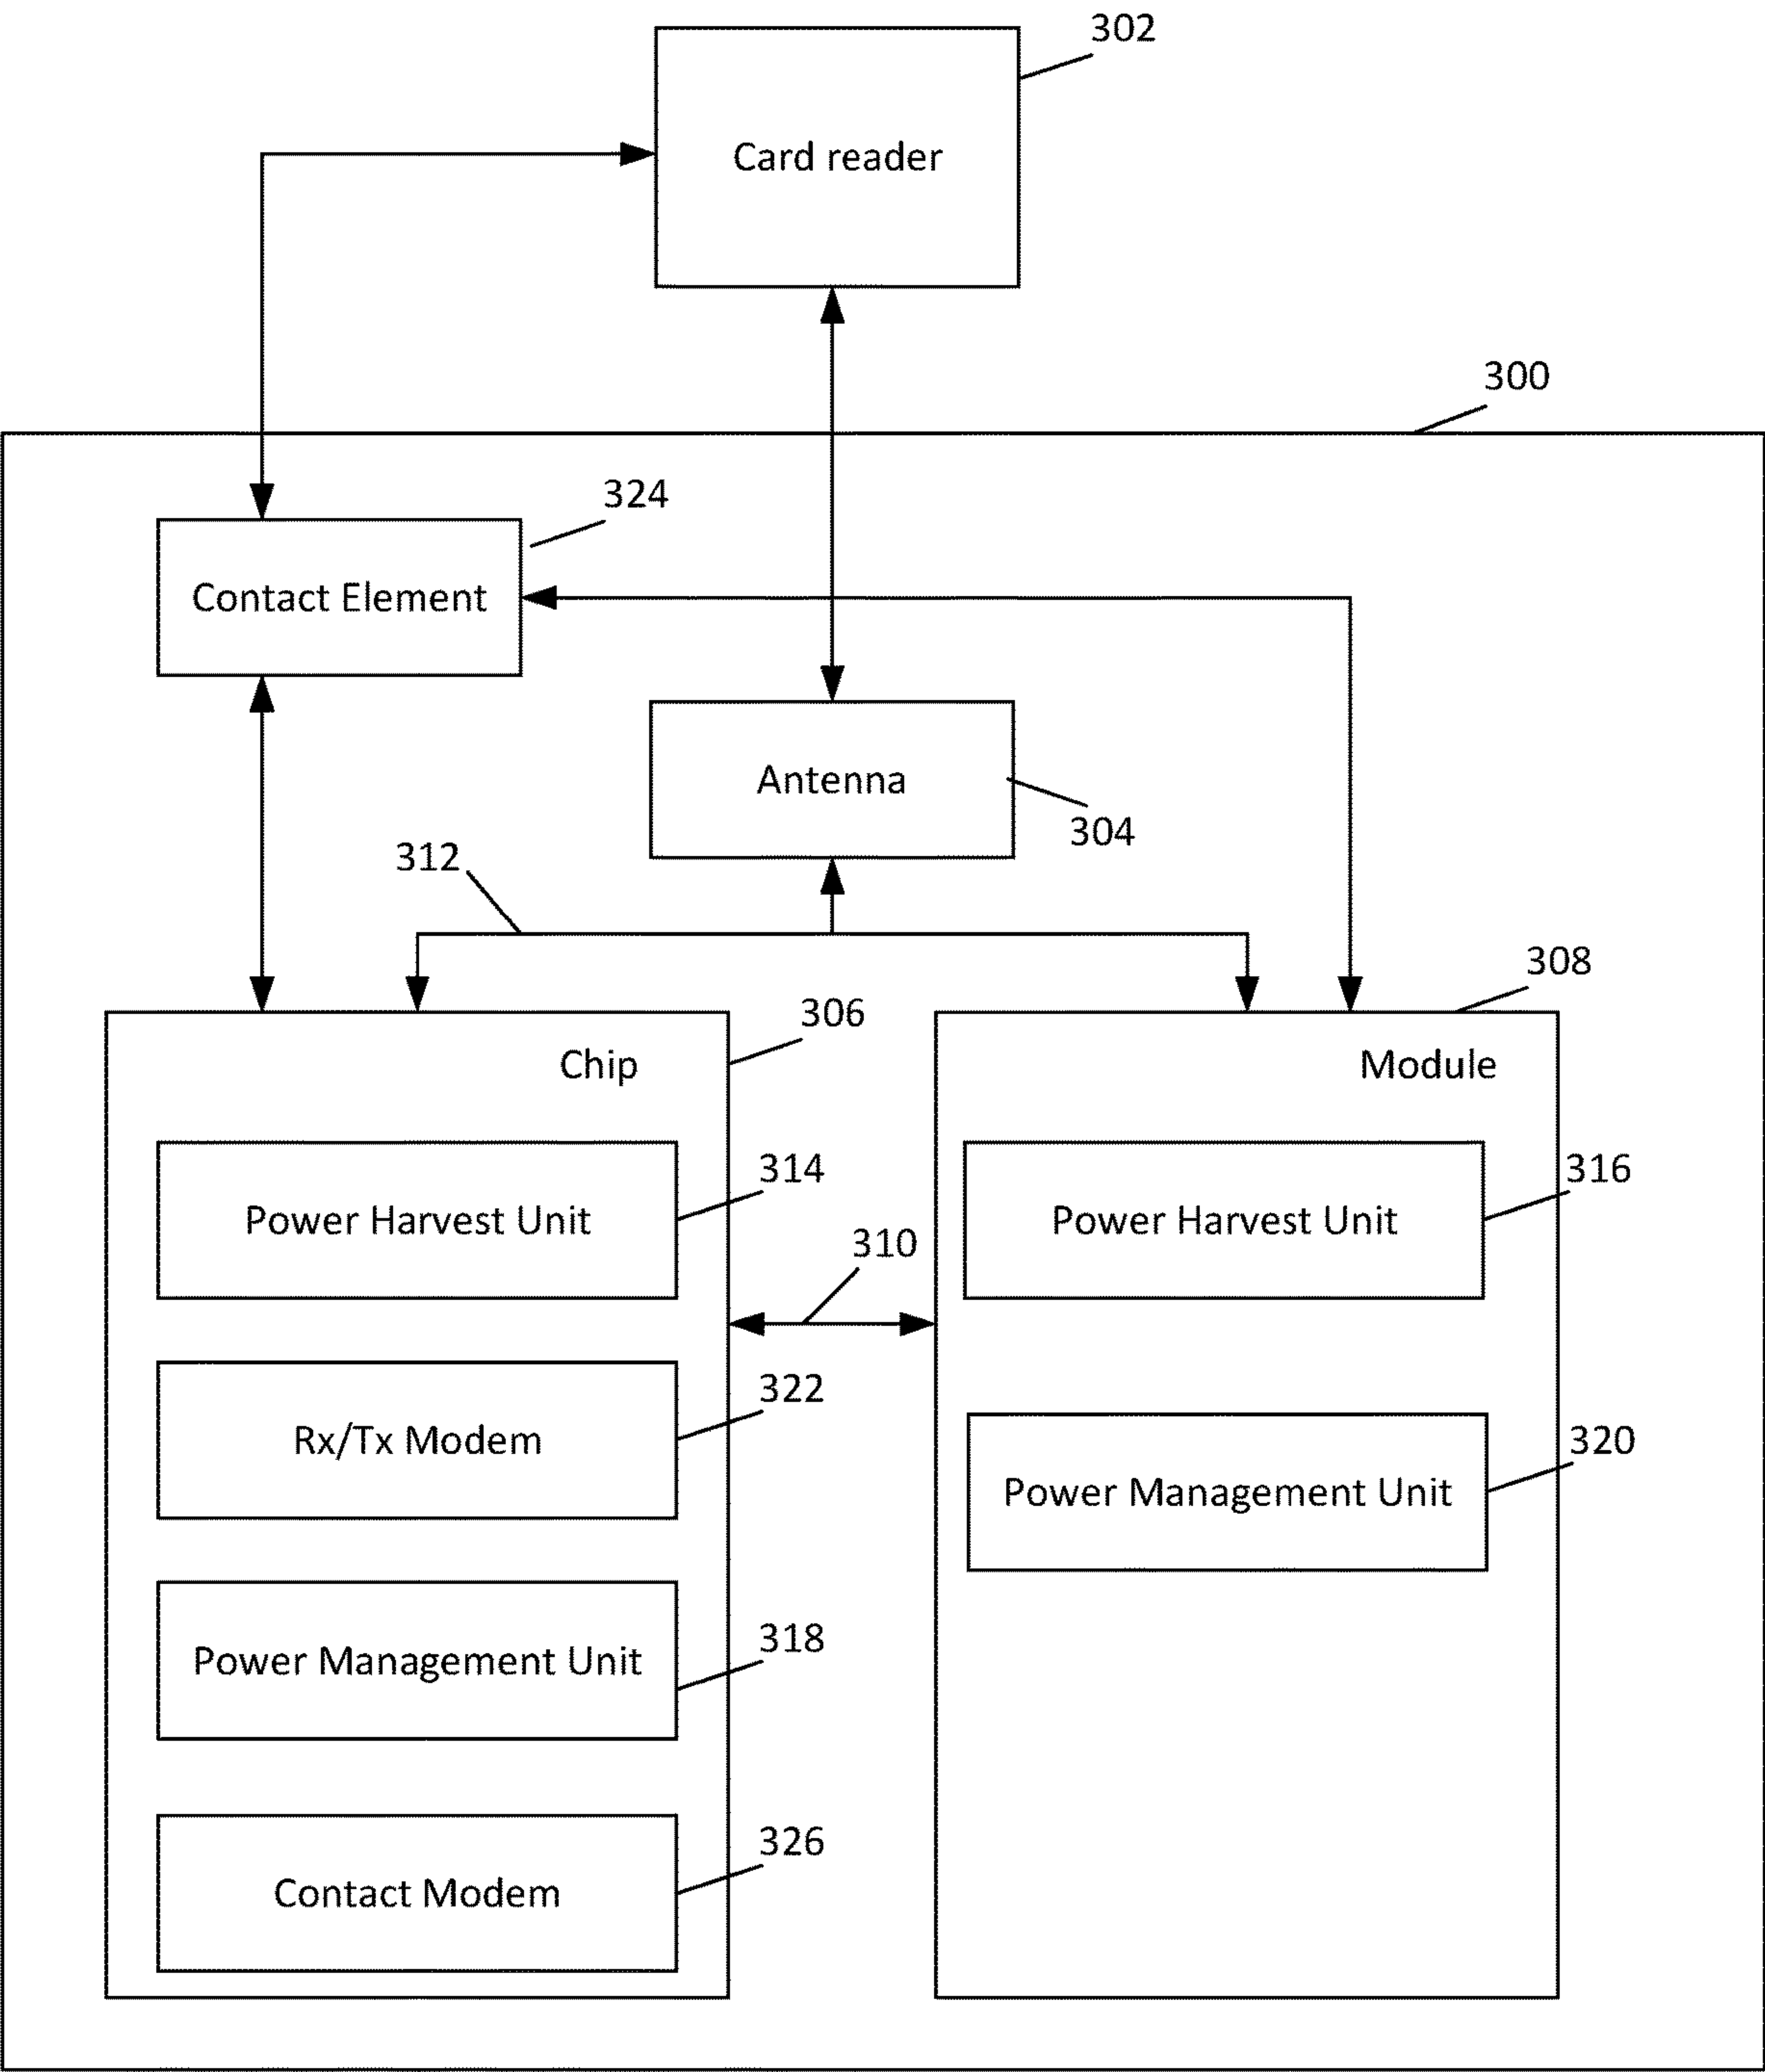 302
Card reader
300
324
Contact Element
Antenna
304
312
308
306
Chip
Module
314
316
Power Harvest Unit
Power Harvest Unit
310
322
Rx/Tx Modem
320
Power Management Unit
318
Power Management Unit
326
Contact Modem